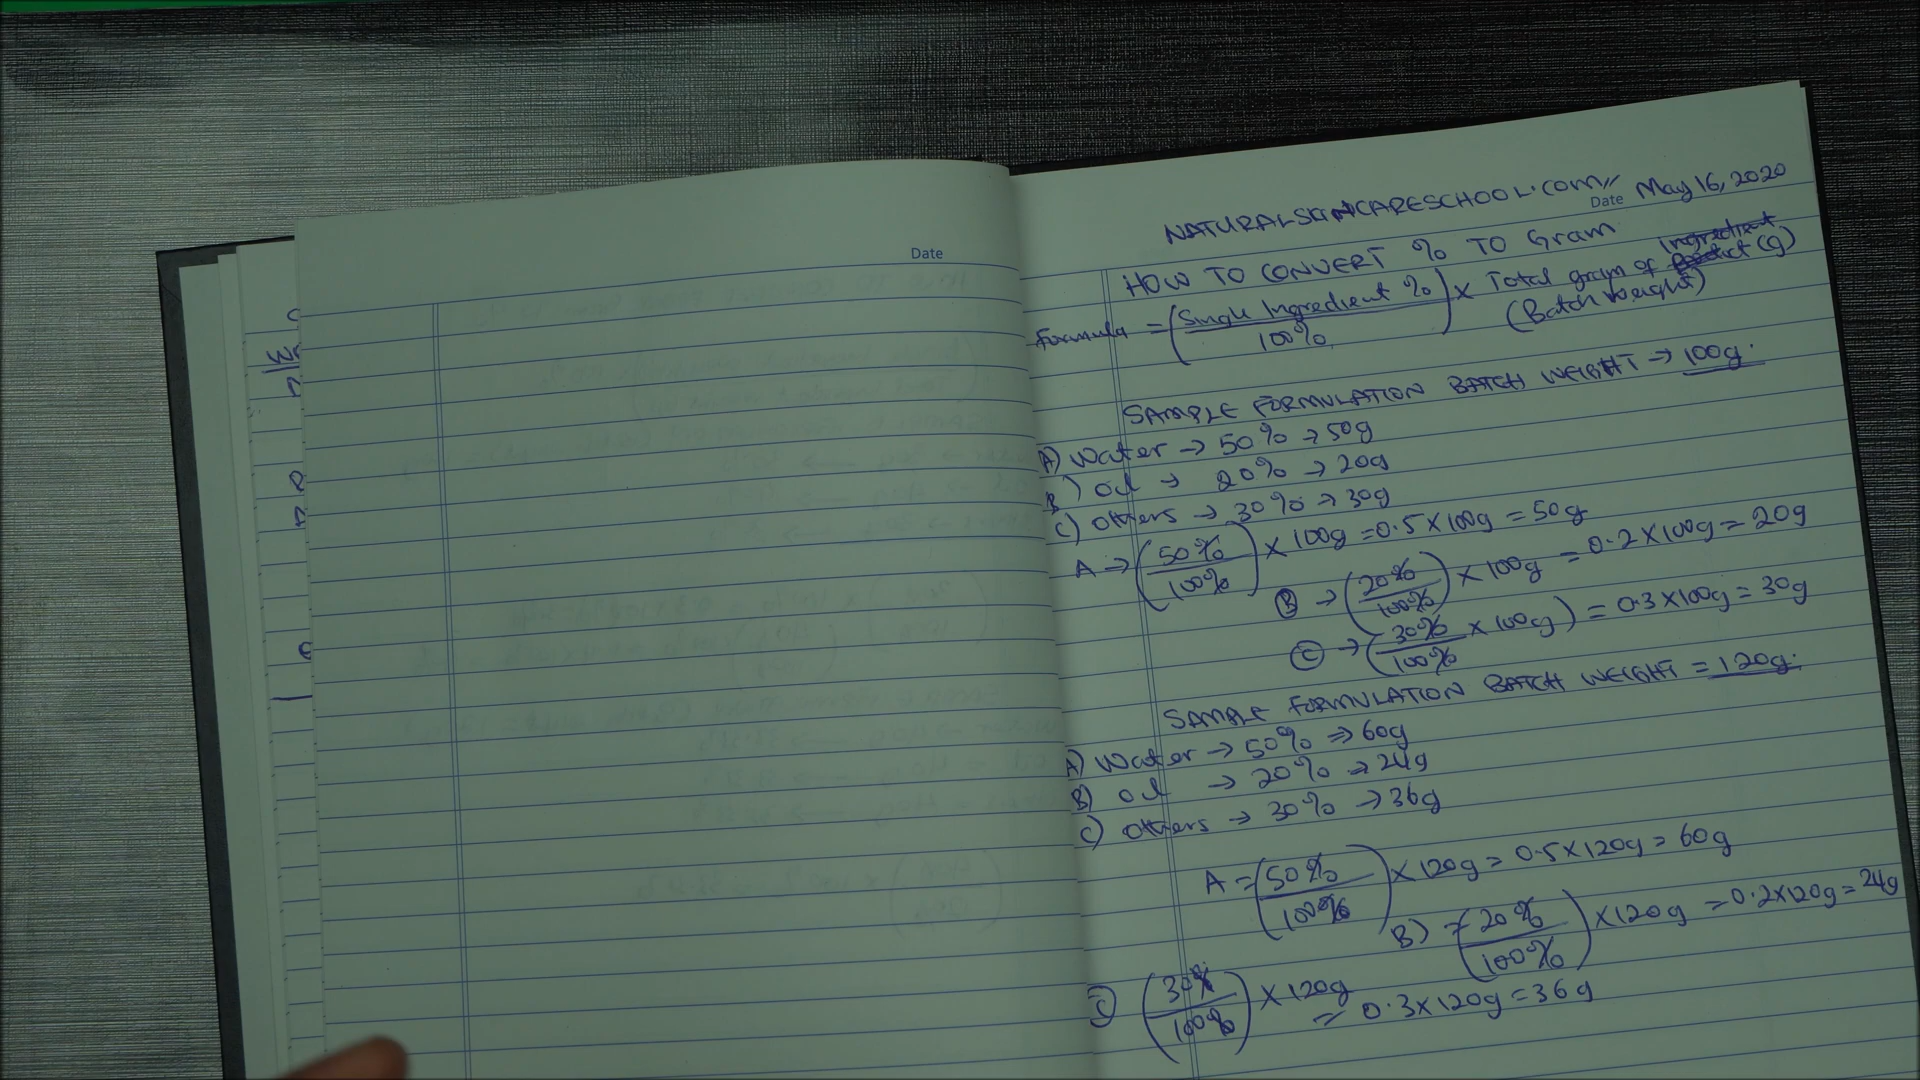 Date
NATURALSKINCARESCHOOL.COM// May 16, 2020
Date
HOW TO CONVERT % TO Gram
Formula = (Single Ingredient % / 100%) x Total gram of Ingredient (g)
(Batch weight)
SAMPLE FORMULATION BATCH WEIGHT → 100g.
A) Water → 50% → 50g
B) Oil → 20% → 20g
C) Others → 30% → 30g
A → (50% / 100%) x 100g = 0.5 x 100g = 50g
B → (20% / 100%) x 100g = 0.2 x 100g = 20g
C → (30% / 100% x 100g) = 0.3 x 100g = 30g
SAMPLE FORMULATION BATCH WEIGHT = 120g.
A) Water → 50% → 60g
B) Oil → 20% → 24g
C) Others → 30% → 36g
A = (50% / 100%) x 120g = 0.5 x 120g = 60g
B) = (20% / 100%) x 120g = 0.2 x 120g = 24g
C (30% / 100%) x 120g
= 0.3 x 120g = 36g